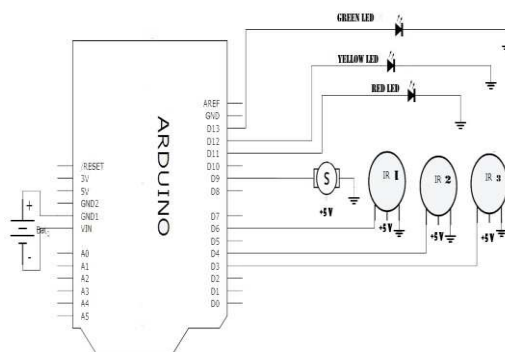 GREEN LED
YELLOW LED
RED LED
ARDUINO
AREF
GND
D13
D12
D11
D10
D9
D8
D7
D6
D5
D4
D3
D2
D1
D0
/RESET
3V
5V
GND2
GND1
VIN
A0
A1
A2
A3
A4
A5
+
-
S
+5V
IR 1
+5V
IR 2
+5V
IR 3
+5V